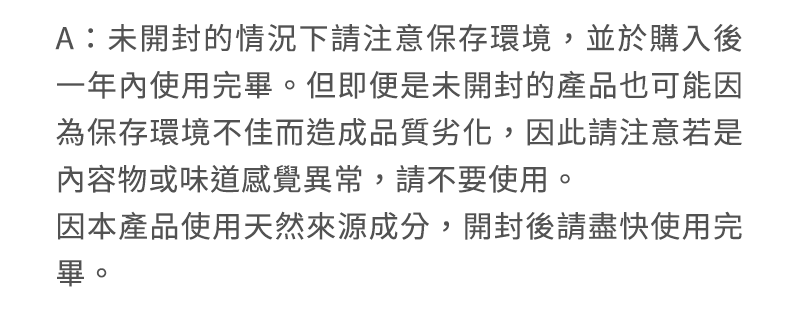 A：未開封的情況下請注意保存環境，並於購入後
一年內使用完畢。但即便是未開封的產品也可能因
為保存環境不佳而造成品質劣化，因此請注意若是
內容物或味道感覺異常，請不要使用。
因本產品使用天然來源成分，開封後請盡快使用完
畢。